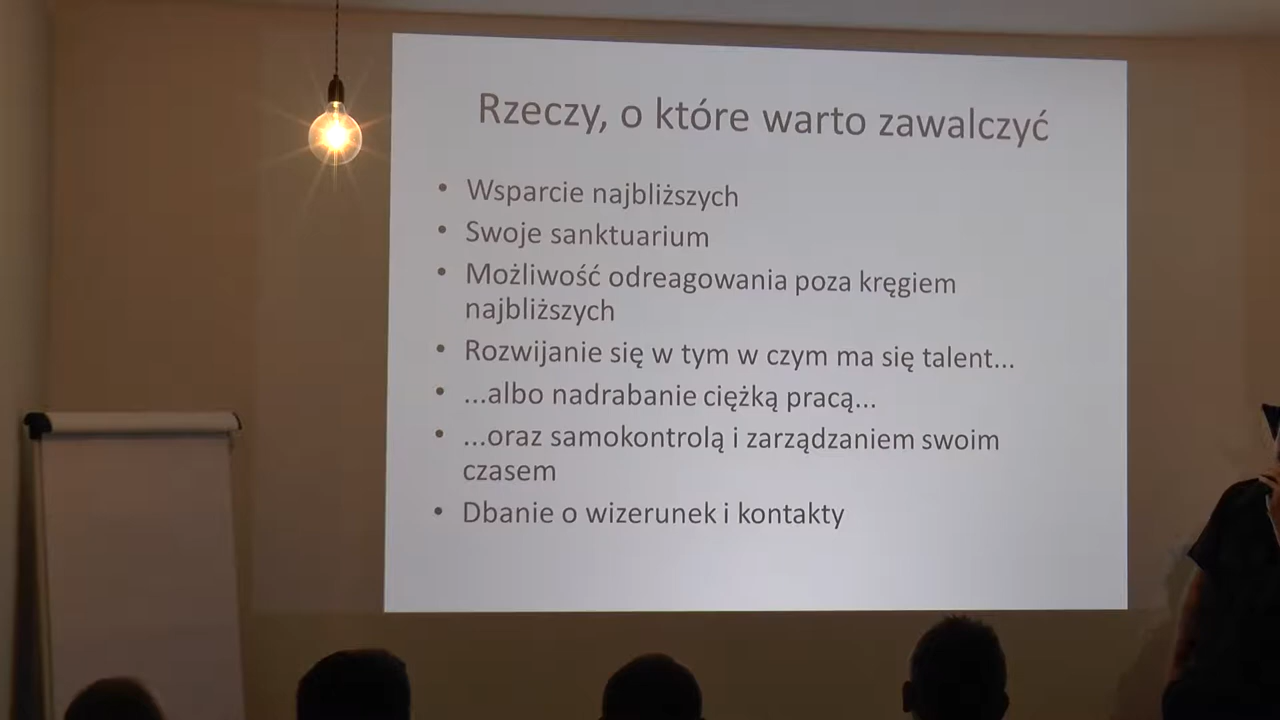 Rzeczy, o które warto zawalczyć
• Wsparcie najbliższych
• Swoje sanktuarium
• Możliwość odreagowania poza kręgiem
najbliższych
• Rozwijanie się w tym w czym ma się talent...
• ...albo nadrabanie ciężką pracą...
• ...oraz samokontrolą i zarządzaniem swoim
czasem
• Dbanie o wizerunek i kontakty